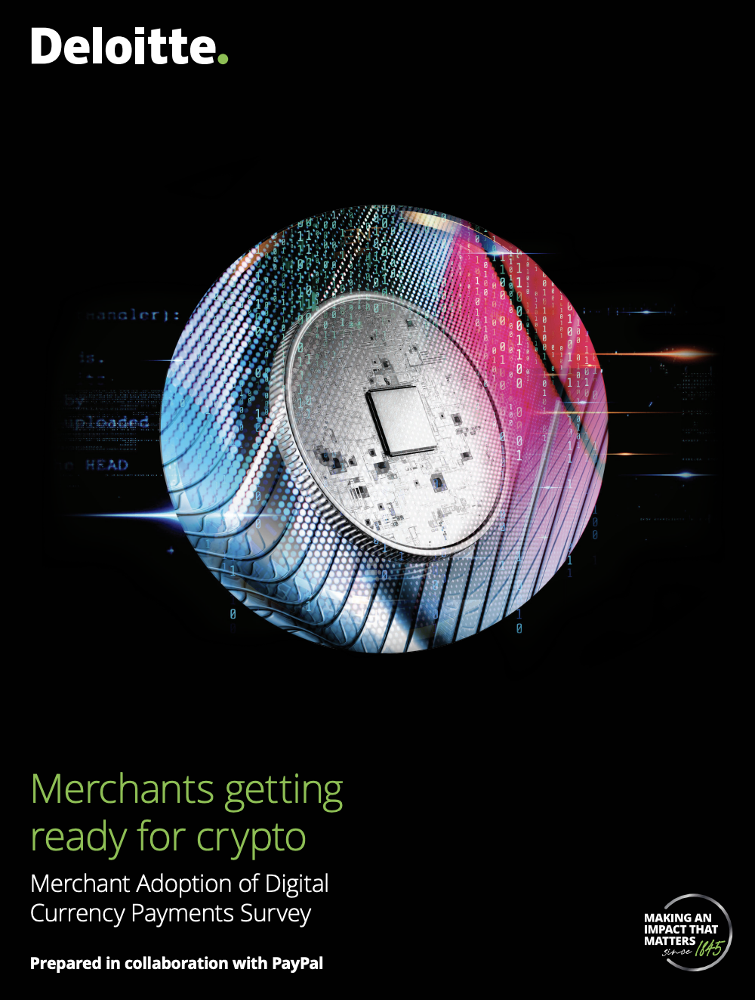 Deloitte.
Handler):
is.
by
uploaded
HEAD
Merchants getting
ready for crypto
Merchant Adoption of Digital
Currency Payments Survey
Prepared in collaboration with PayPal
MAKING AN
IMPACT THAT
MATTERS
since 1845